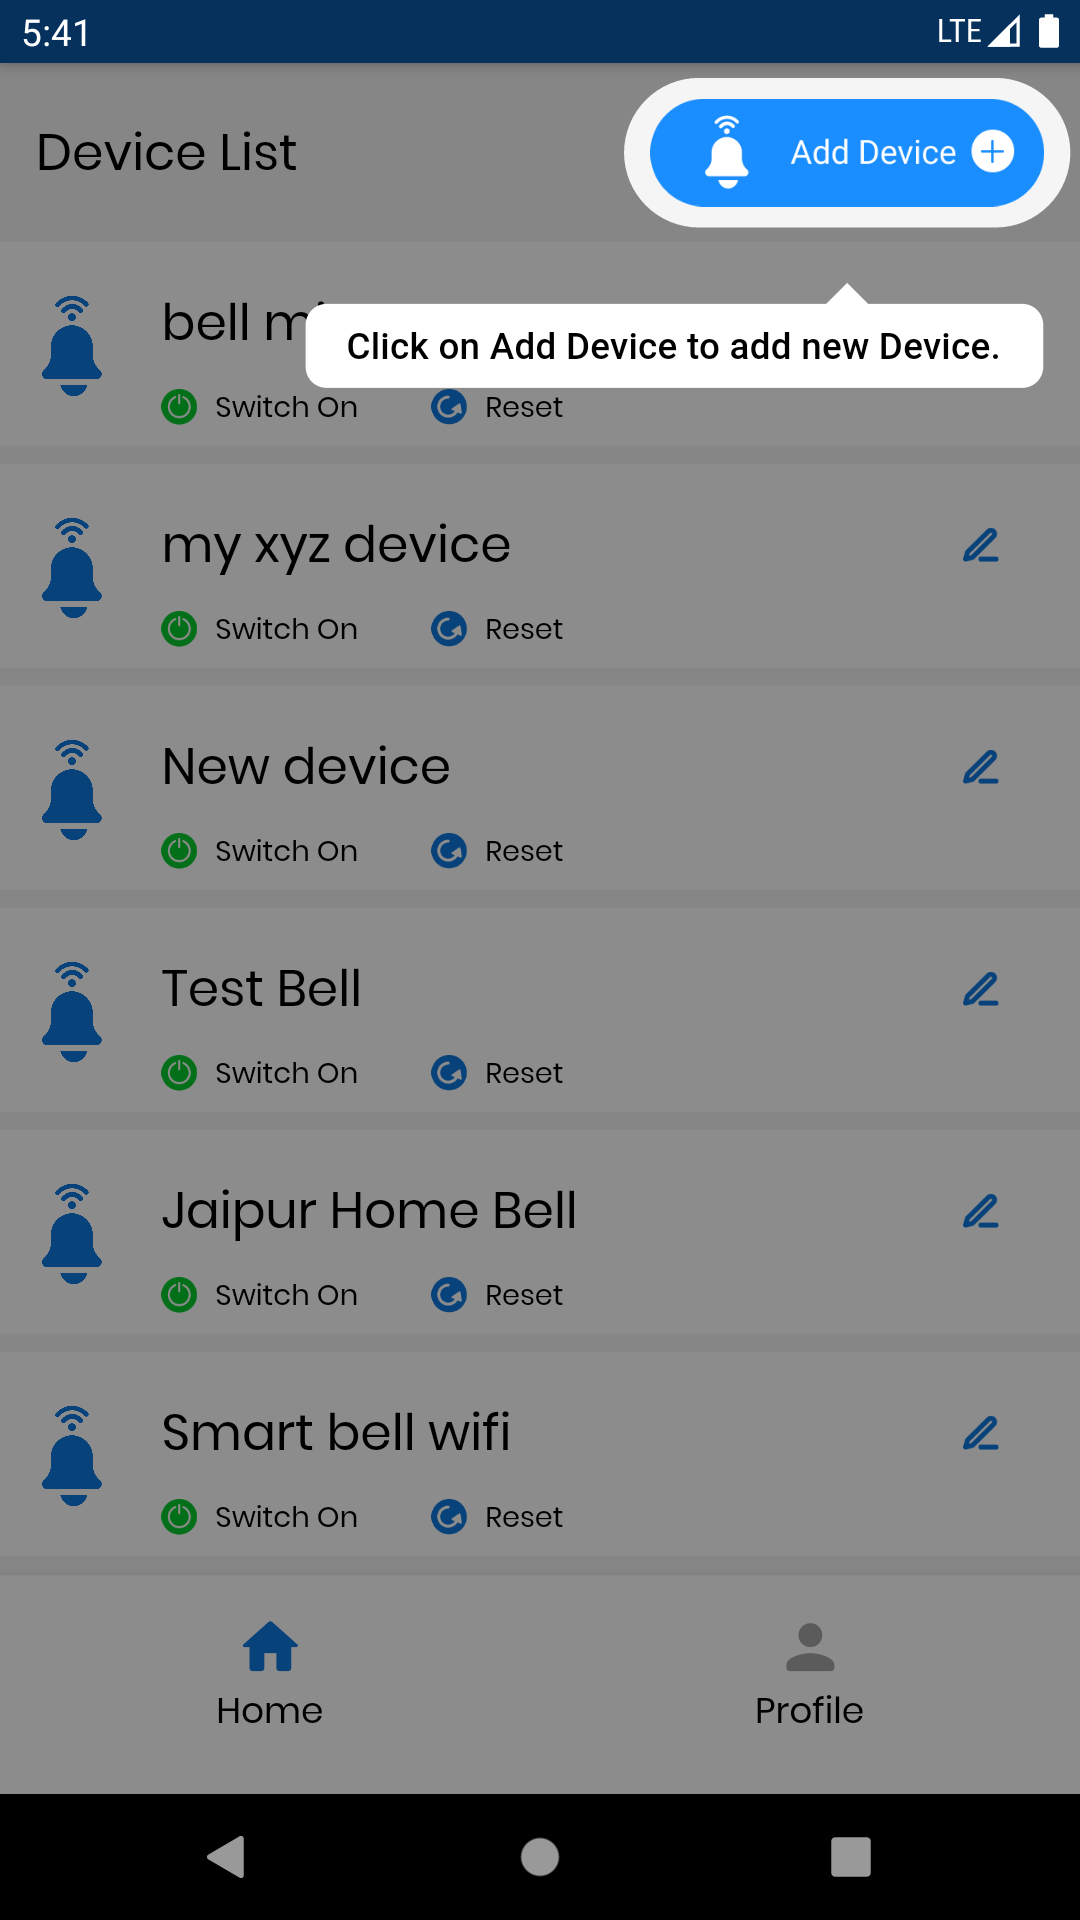 5:41 LTE
Device List
Add Device
bell
Click on Add Device to add new Device.
Switch On Reset
my xyz device
Switch On Reset
New device
Switch On Reset
Test Bell
Switch On Reset
Jaipur Home Bell
Switch On Reset
Smart bell wifi
Switch On Reset
Home Profile